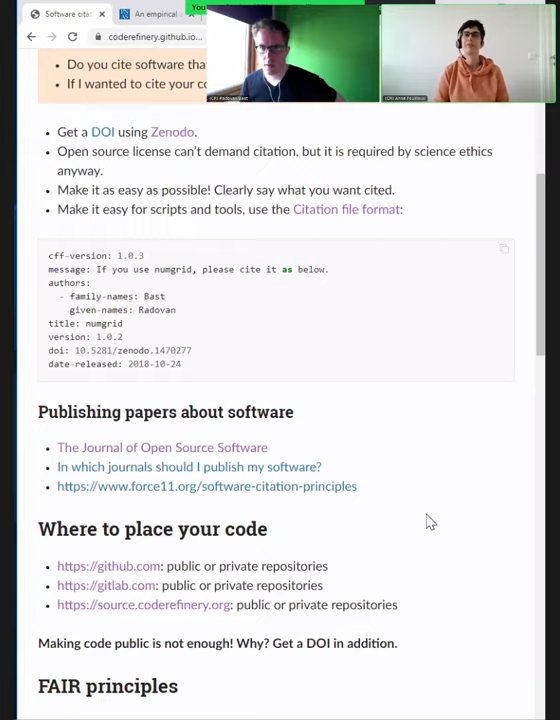 You
Software cita
An empirical a
coderefinery.github.io...
(CR) Radovan Bast
Do you cite software tha
If I wanted to cite your co
Get a DOI using Zenodo.
Open source license can't demand citation, but it is required by science ethics
anyway.
Make it as easy as possible! Clearly say what you want cited.
Make it easy for scripts and tools, use the Citation file format:
cff-version: 1.0.3
message: If you use numgrid, please cite it as below.
authors:
- family-names: Bast
given-names: Radovan
title: numgrid
version: 1.0.2
doi: 10.5281/zenodo.1470277
date-released: 2018-10-24
Publishing papers about software
The Journal of Open Source Software
In which journals should I publish my software?
https://www.force11.org/software-citation-principles
Where to place your code
https://github.com: public or private repositories
https://gitlab.com: public or private repositories
https://source.coderefinery.org: public or private repositories
Making code public is not enough! Why? Get a DOI in addition.
FAIR principles